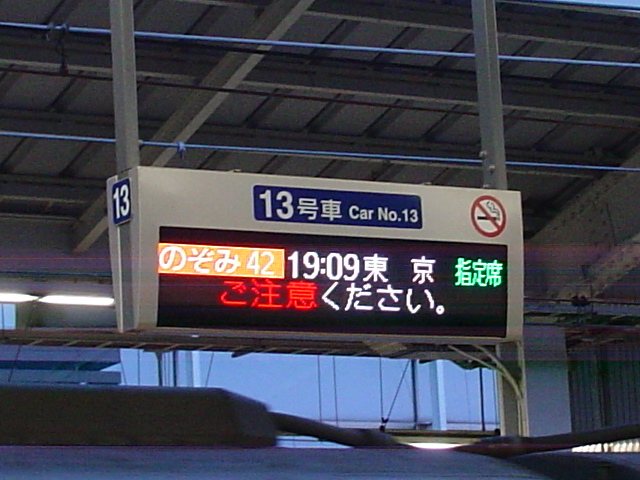 13
13号車 Car No.13
のぞみ 42 19:09 東 京 指定席
ご注意ください。